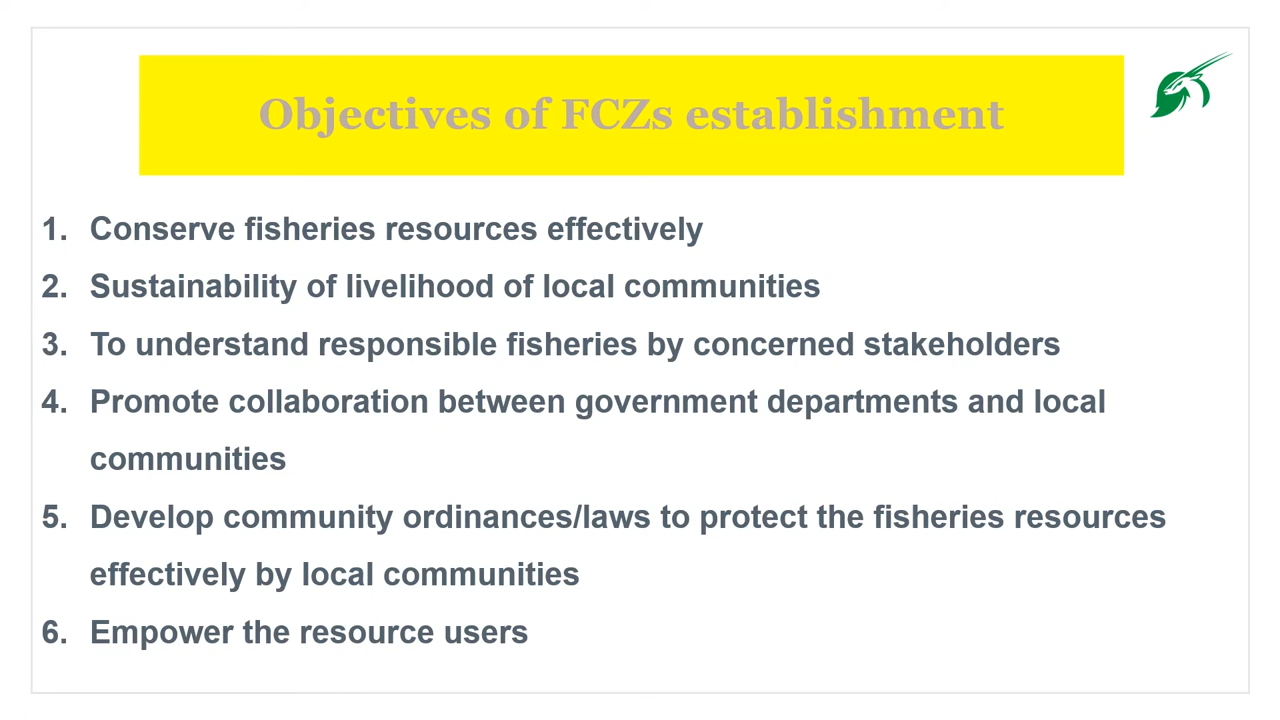 Objectives of FCZs establishment
1. Conserve fisheries resources effectively
2. Sustainability of livelihood of local communities
3. To understand responsible fisheries by concerned stakeholders
4. Promote collaboration between government departments and local
communities
5. Develop community ordinances/laws to protect the fisheries resources
effectively by local communities
6. Empower the resource users